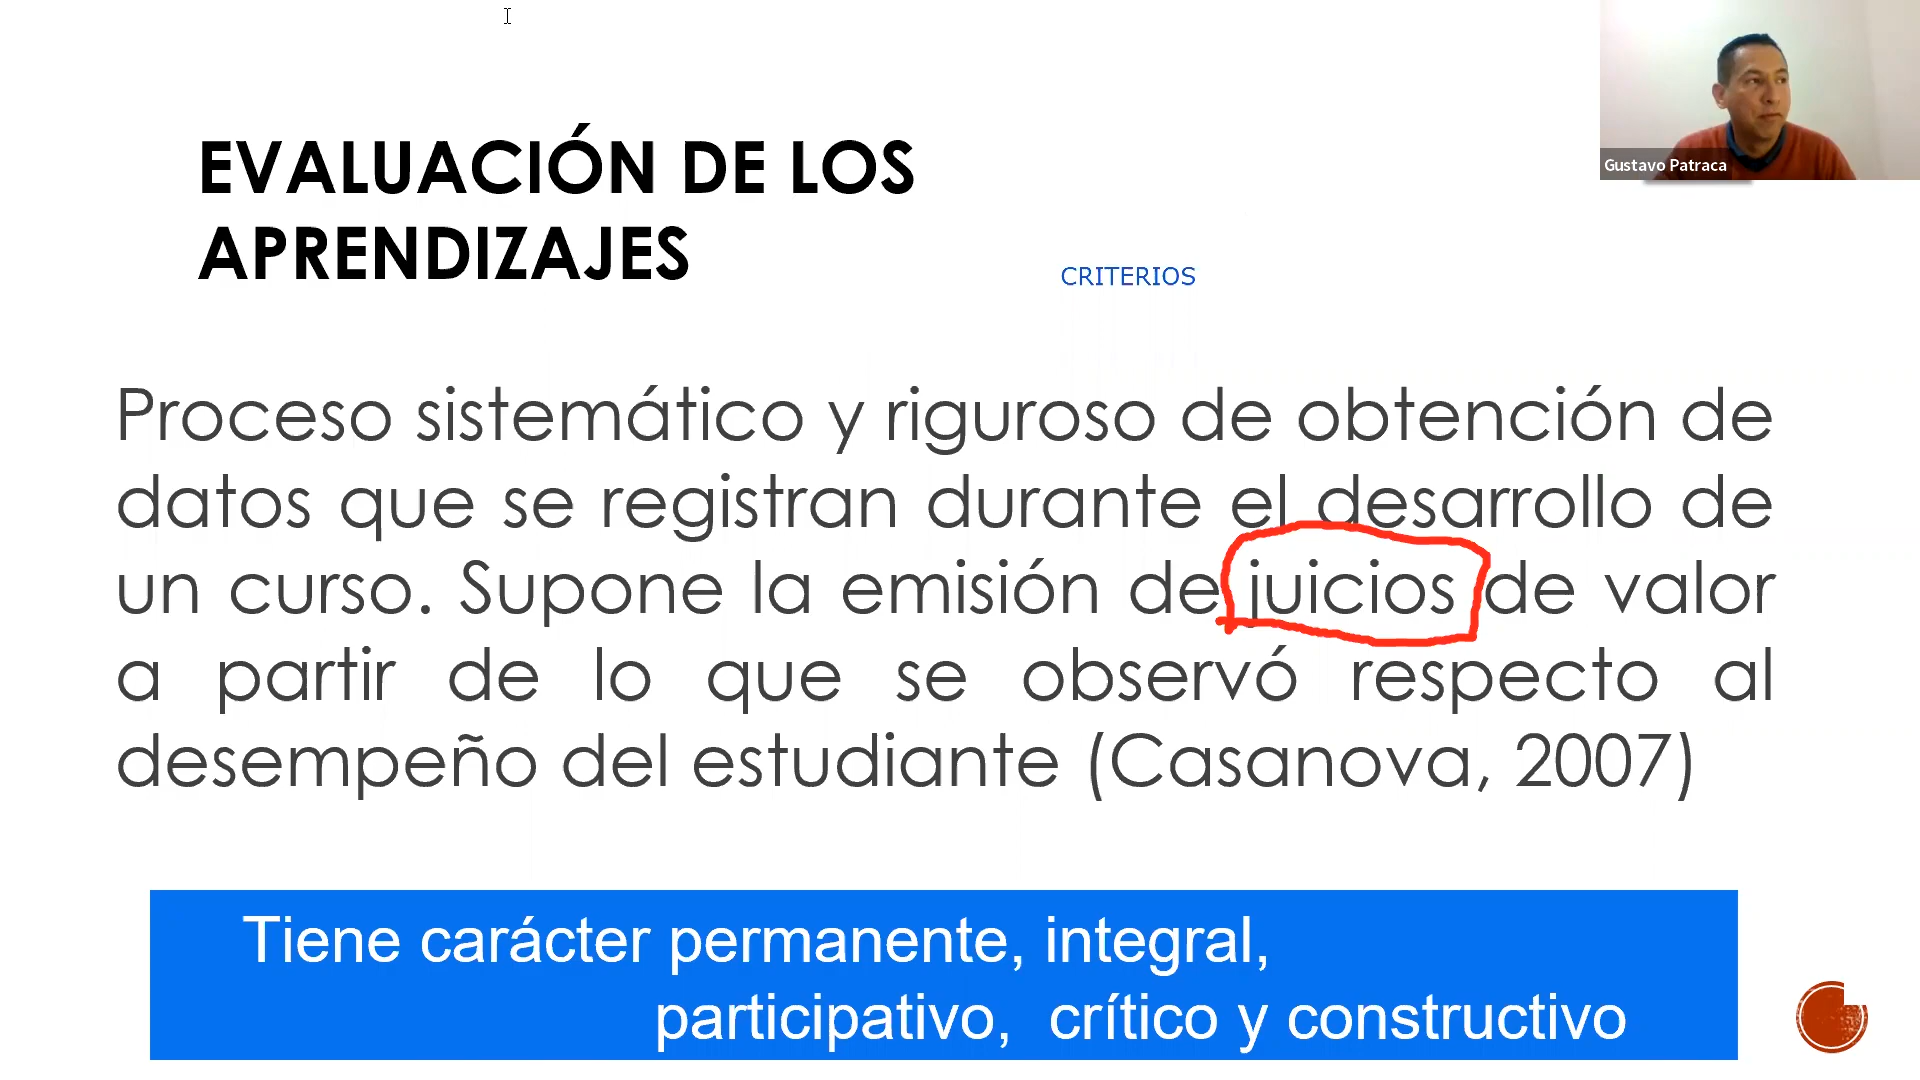 Gustavo Patraca
EVALUACIÓN DE LOS
APRENDIZAJES
CRITERIOS
Proceso sistemático y riguroso de obtención de
datos que se registran durante el desarrollo de
un curso. Supone la emisión de juicios de valor
a partir de lo que se observó respecto al
desempeño del estudiante (Casanova, 2007)
Tiene carácter permanente, integral,
participativo, crítico y constructivo